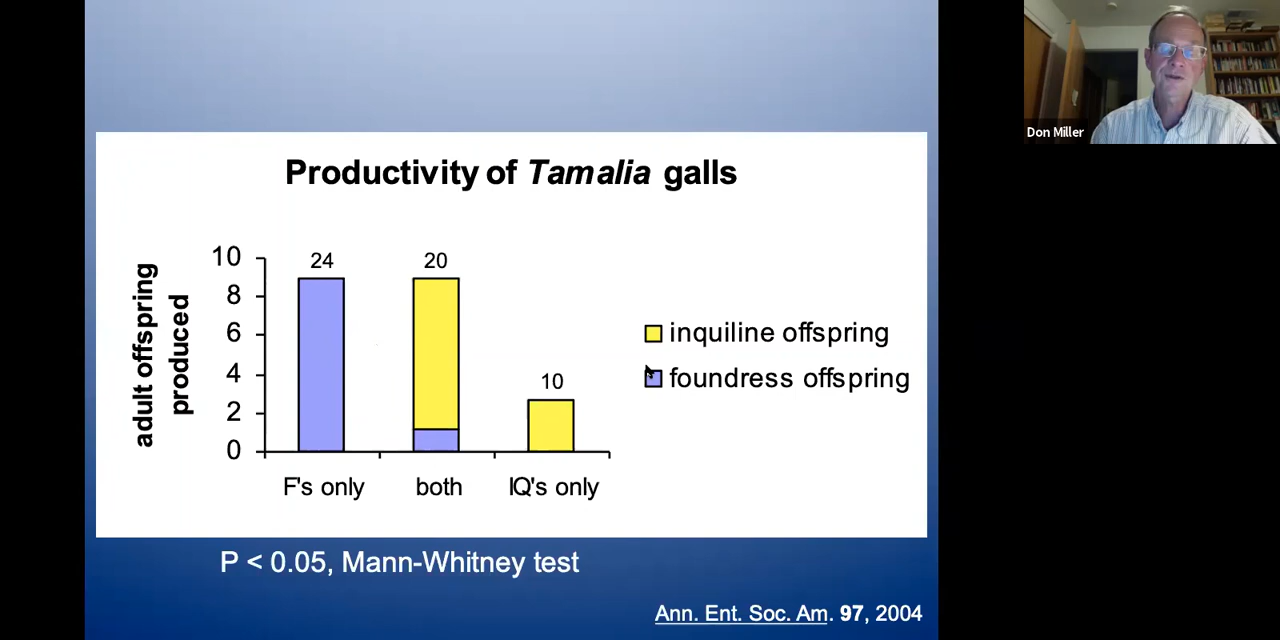 Productivity of Tamalia galls
adult offspring
produced
10
8
6
4
2
0
24
20
10
F's only
both
IQ's only
inquiline offspring
foundress offspring
P < 0.05, Mann-Whitney test
Ann. Ent. Soc. Am. 97, 2004
Don Miller